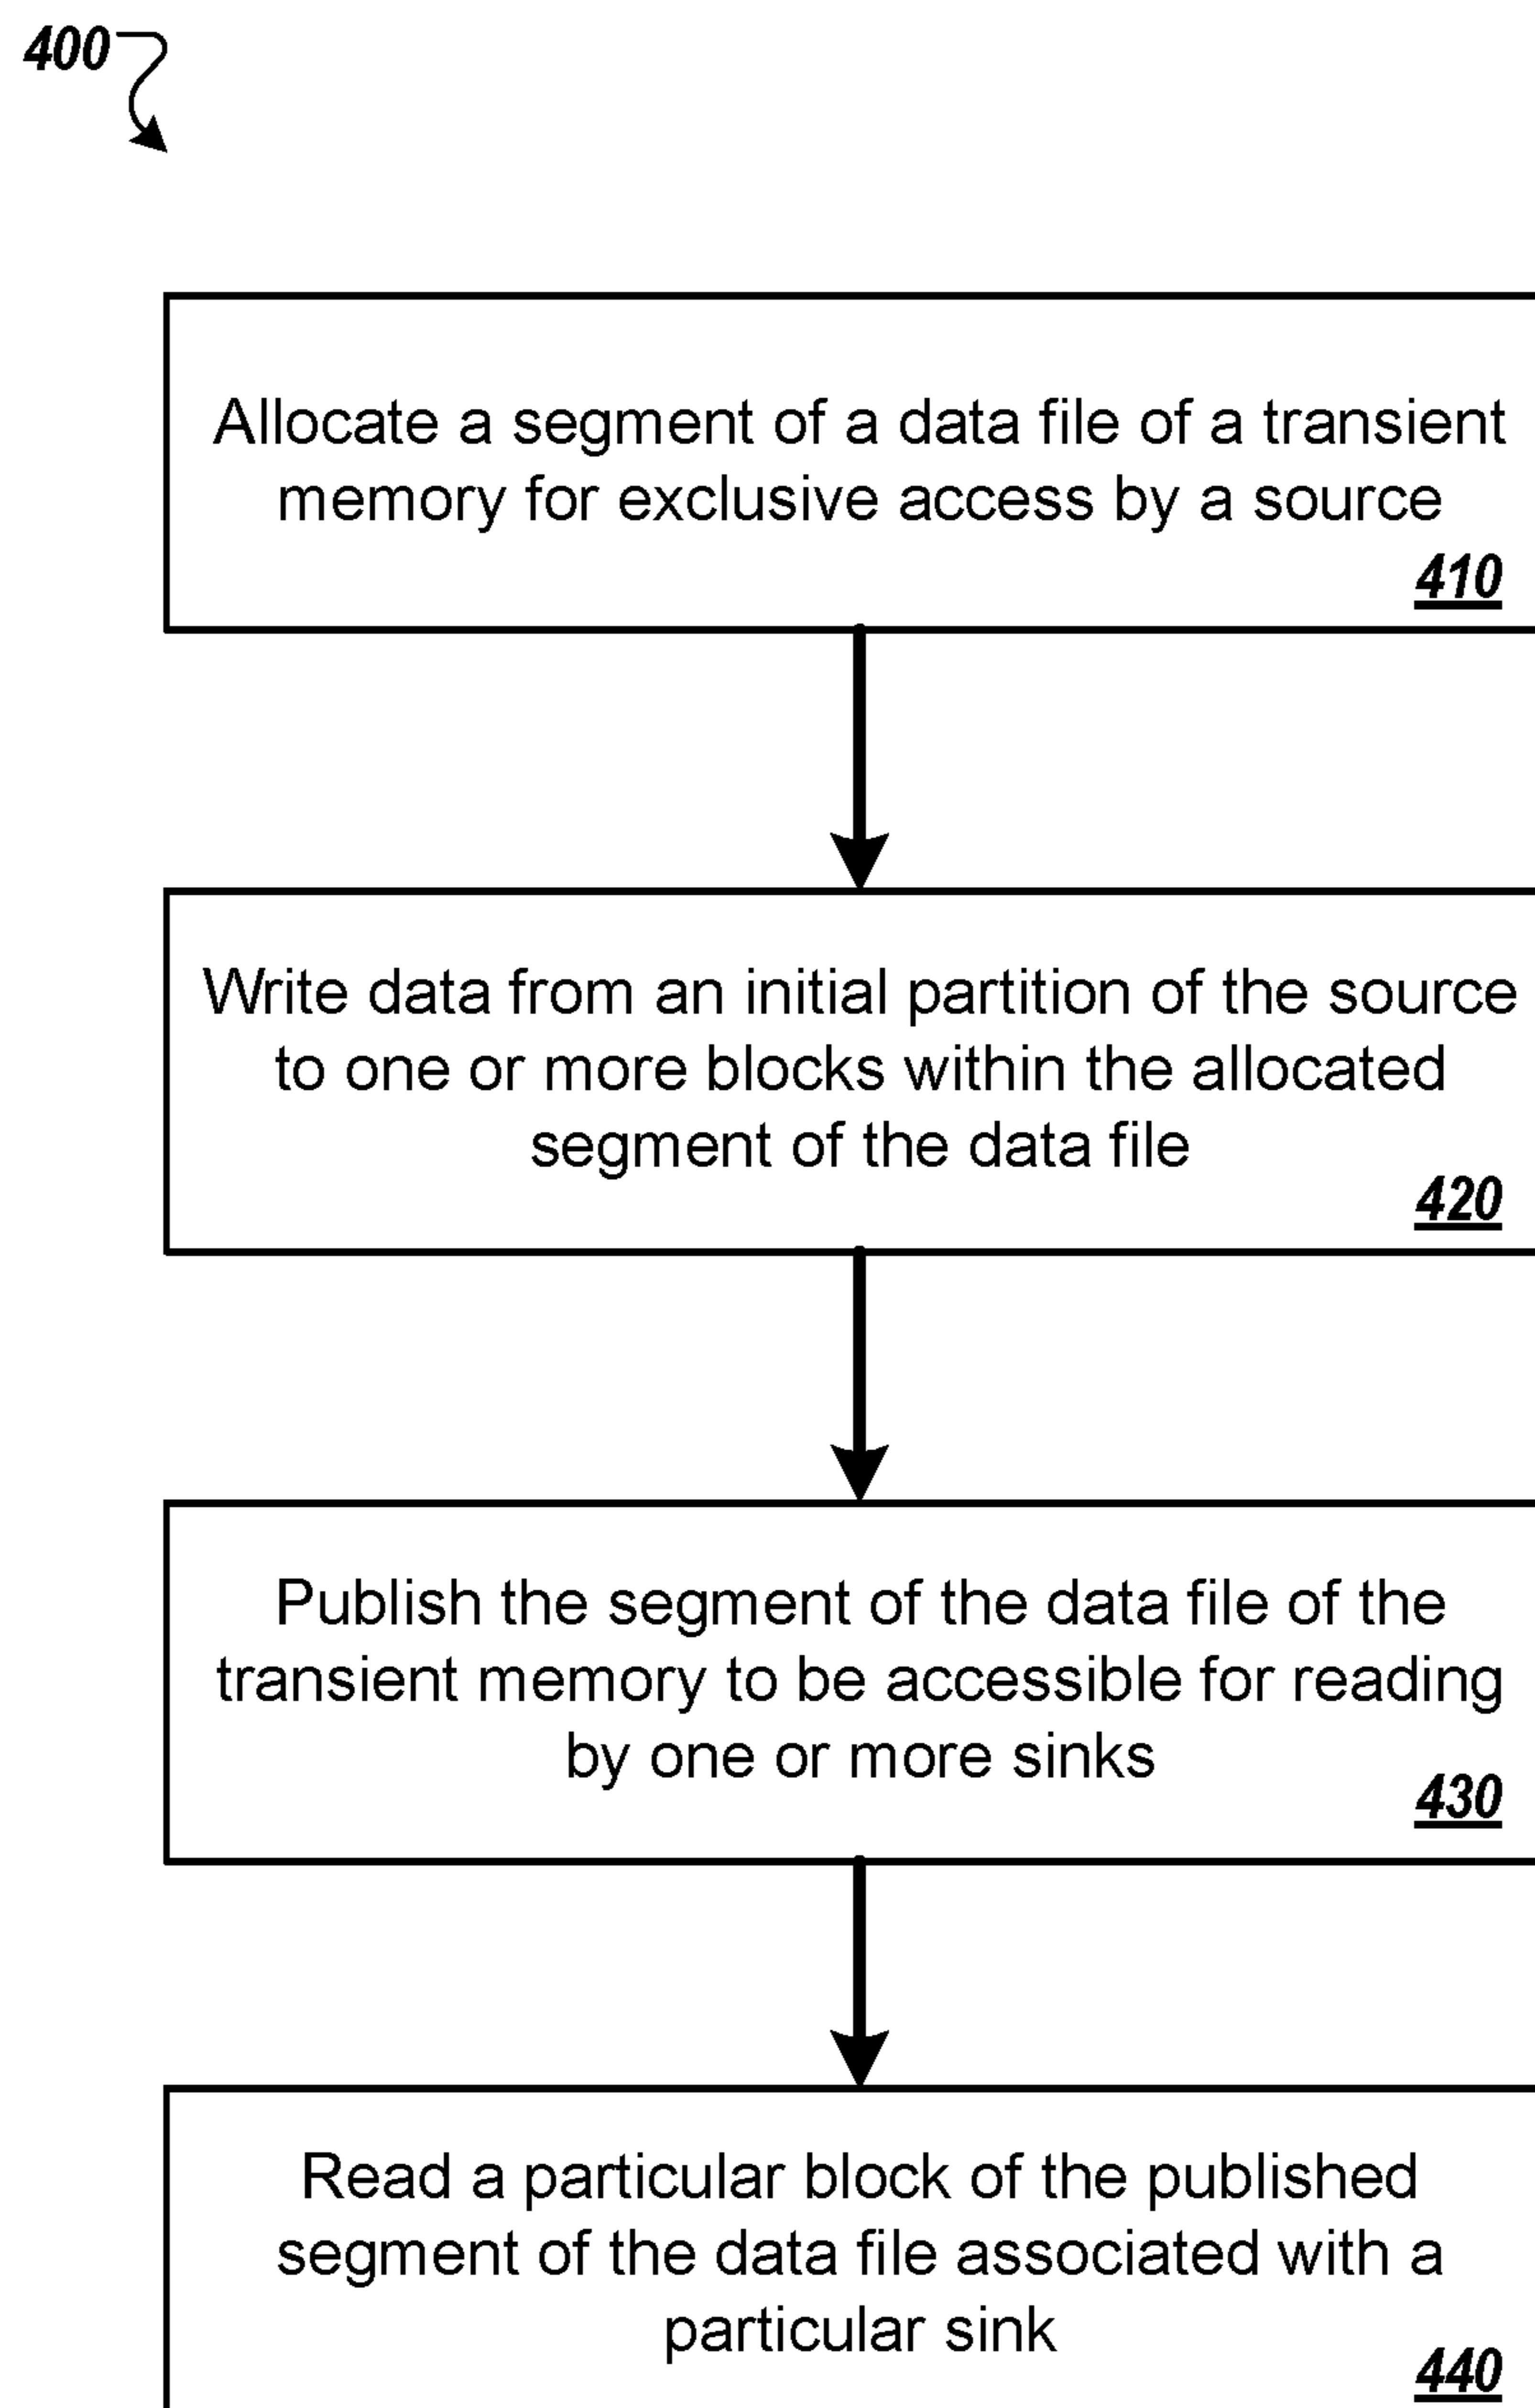 400
Allocate a segment of a data file of a transient
memory for exclusive access by a source
410
Write data from an initial partition of the source
to one or more blocks within the allocated
segment of the data file
420
Publish the segment of the data file of the
transient memory to be accessible for reading
by one or more sinks
430
Read a particular block of the published
segment of the data file associated with a
particular sink
440